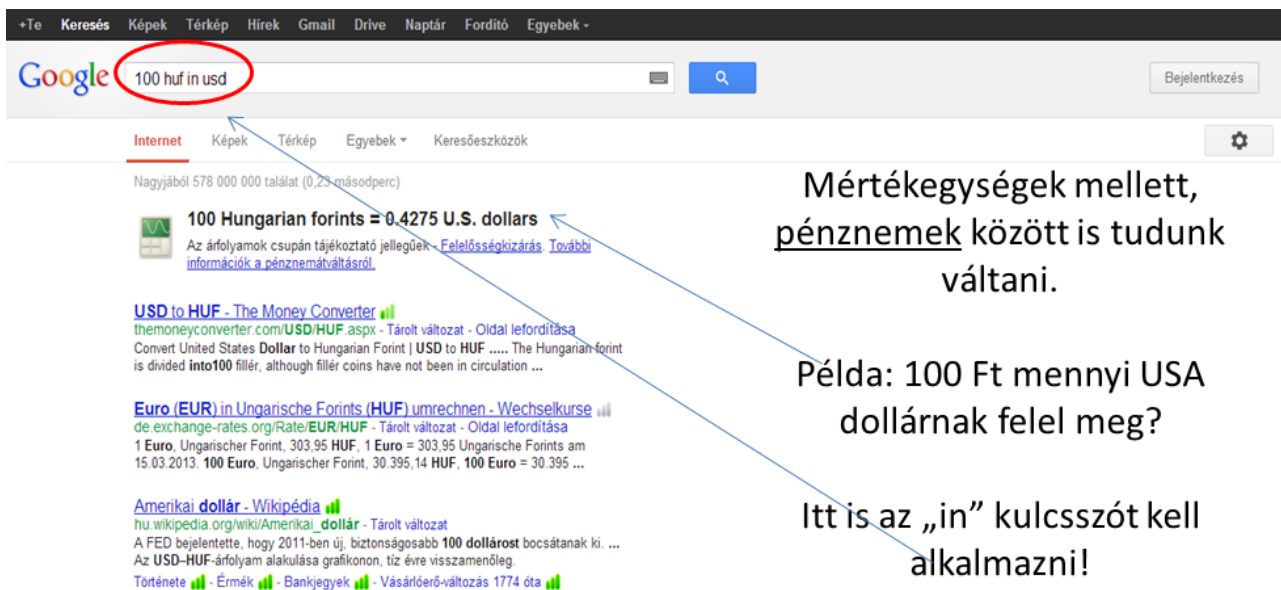 +Te Keresés Képek Térkép Hírek Gmail Drive Naptár Fordító Egyebek
Google 100 huf in usd Bejelentkezés
Internet Képek Térkép Egyebek Keresőeszközök
Nagyjából 578 000 000 találat (0,23 másodperc)
100 Hungarian forints = 0.4275 U.S. dollars
Az árfolyamok csupán tájékoztató jellegűek - Felelősségkizárás. További
információk a pénznemátváltásról.
USD to HUF - The Money Converter
themoneyconverter.com/USD/HUF.aspx - Tárolt változat - Oldal lefordítása
Convert United States Dollar to Hungarian Forint | USD to HUF ..... The Hungarian forint
is divided into100 fillér, although fillér coins have not been in circulation ...
Euro (EUR) in Ungarische Forints (HUF) umrechnen - Wechselkurse
de.exchange-rates.org/Rate/EUR/HUF - Tárolt változat - Oldal lefordítása
1 Euro, Ungarischer Forint, 303,95 HUF, 1 Euro = 303,95 Ungarische Forints am
15.03.2013. 100 Euro, Ungarischer Forint, 30.395,14 HUF, 100 Euro = 30.395 ...
Amerikai dollár - Wikipédia
hu.wikipedia.org/wiki/Amerikai_dollár - Tárolt változat
A FED bejelentette, hogy 2011-ben új, biztonságosabb 100 dollárost bocsátanak ki. ...
Az USD–HUF-árfolyam alakulása grafikonon, tíz évre visszamenőleg.
Története - Érmék - Bankjegyek - Vásárlóerő-változás 1774 óta
Mértékegységek mellett,
pénznemek között is tudunk
váltani.
Példa: 100 Ft mennyi USA
dollárnak felel meg?
Itt is az „in” kulcsszót kell
alkalmazni!